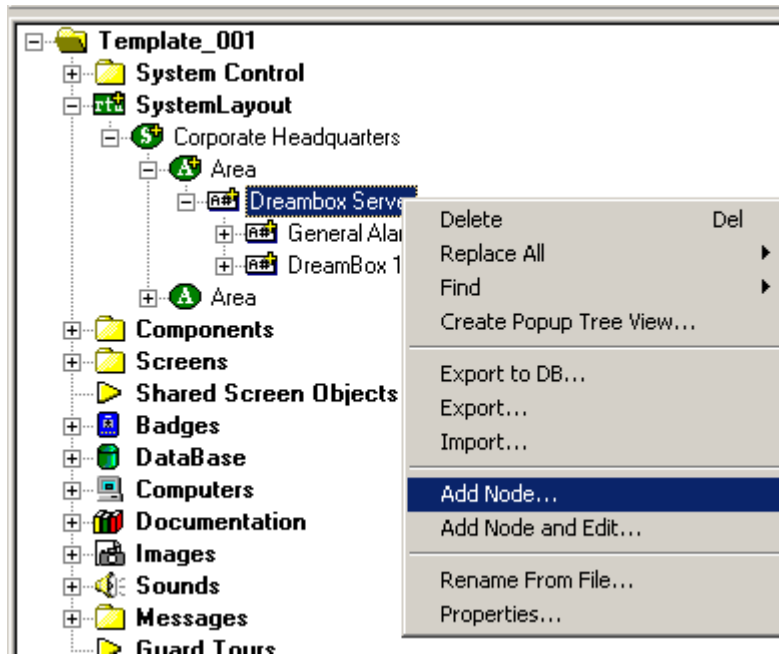 Template_001
System Control
rtu SystemLayout
S Corporate Headquarters
A Area
A# Dreambox Serve
A# General Ala
A# DreamBox 1
A Area
Components
Screens
Shared Screen Objects
Badges
DataBase
Computers
Documentation
Images
Sounds
Messages
Guard Tours
Delete Del
Replace All
Find
Create Popup Tree View...
Export to DB...
Export...
Import...
Add Node...
Add Node and Edit...
Rename From File...
Properties...